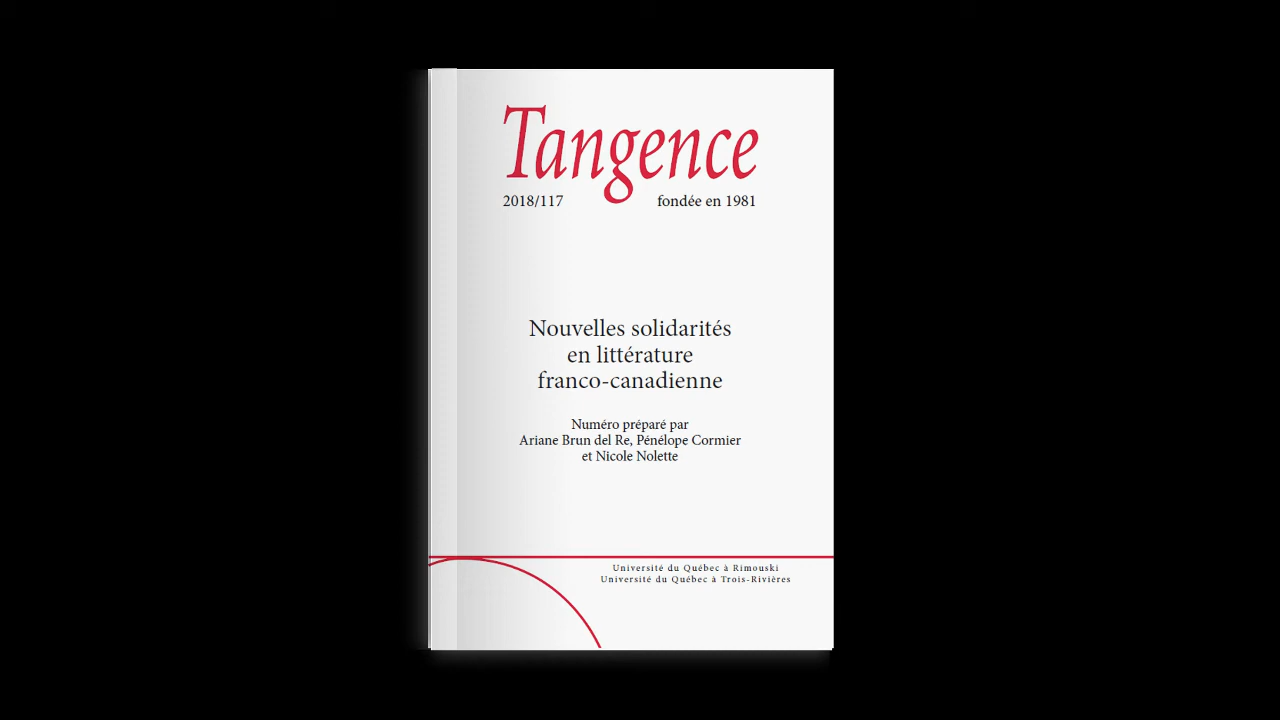 Tangence
2018/117 fondée en 1981
Nouvelles solidarités
en littérature
franco-canadienne
Numéro préparé par
Ariane Brun del Re, Pénélope Cormier
et Nicole Nolette
Université du Québec à Rimouski
Université du Québec à Trois-Rivières